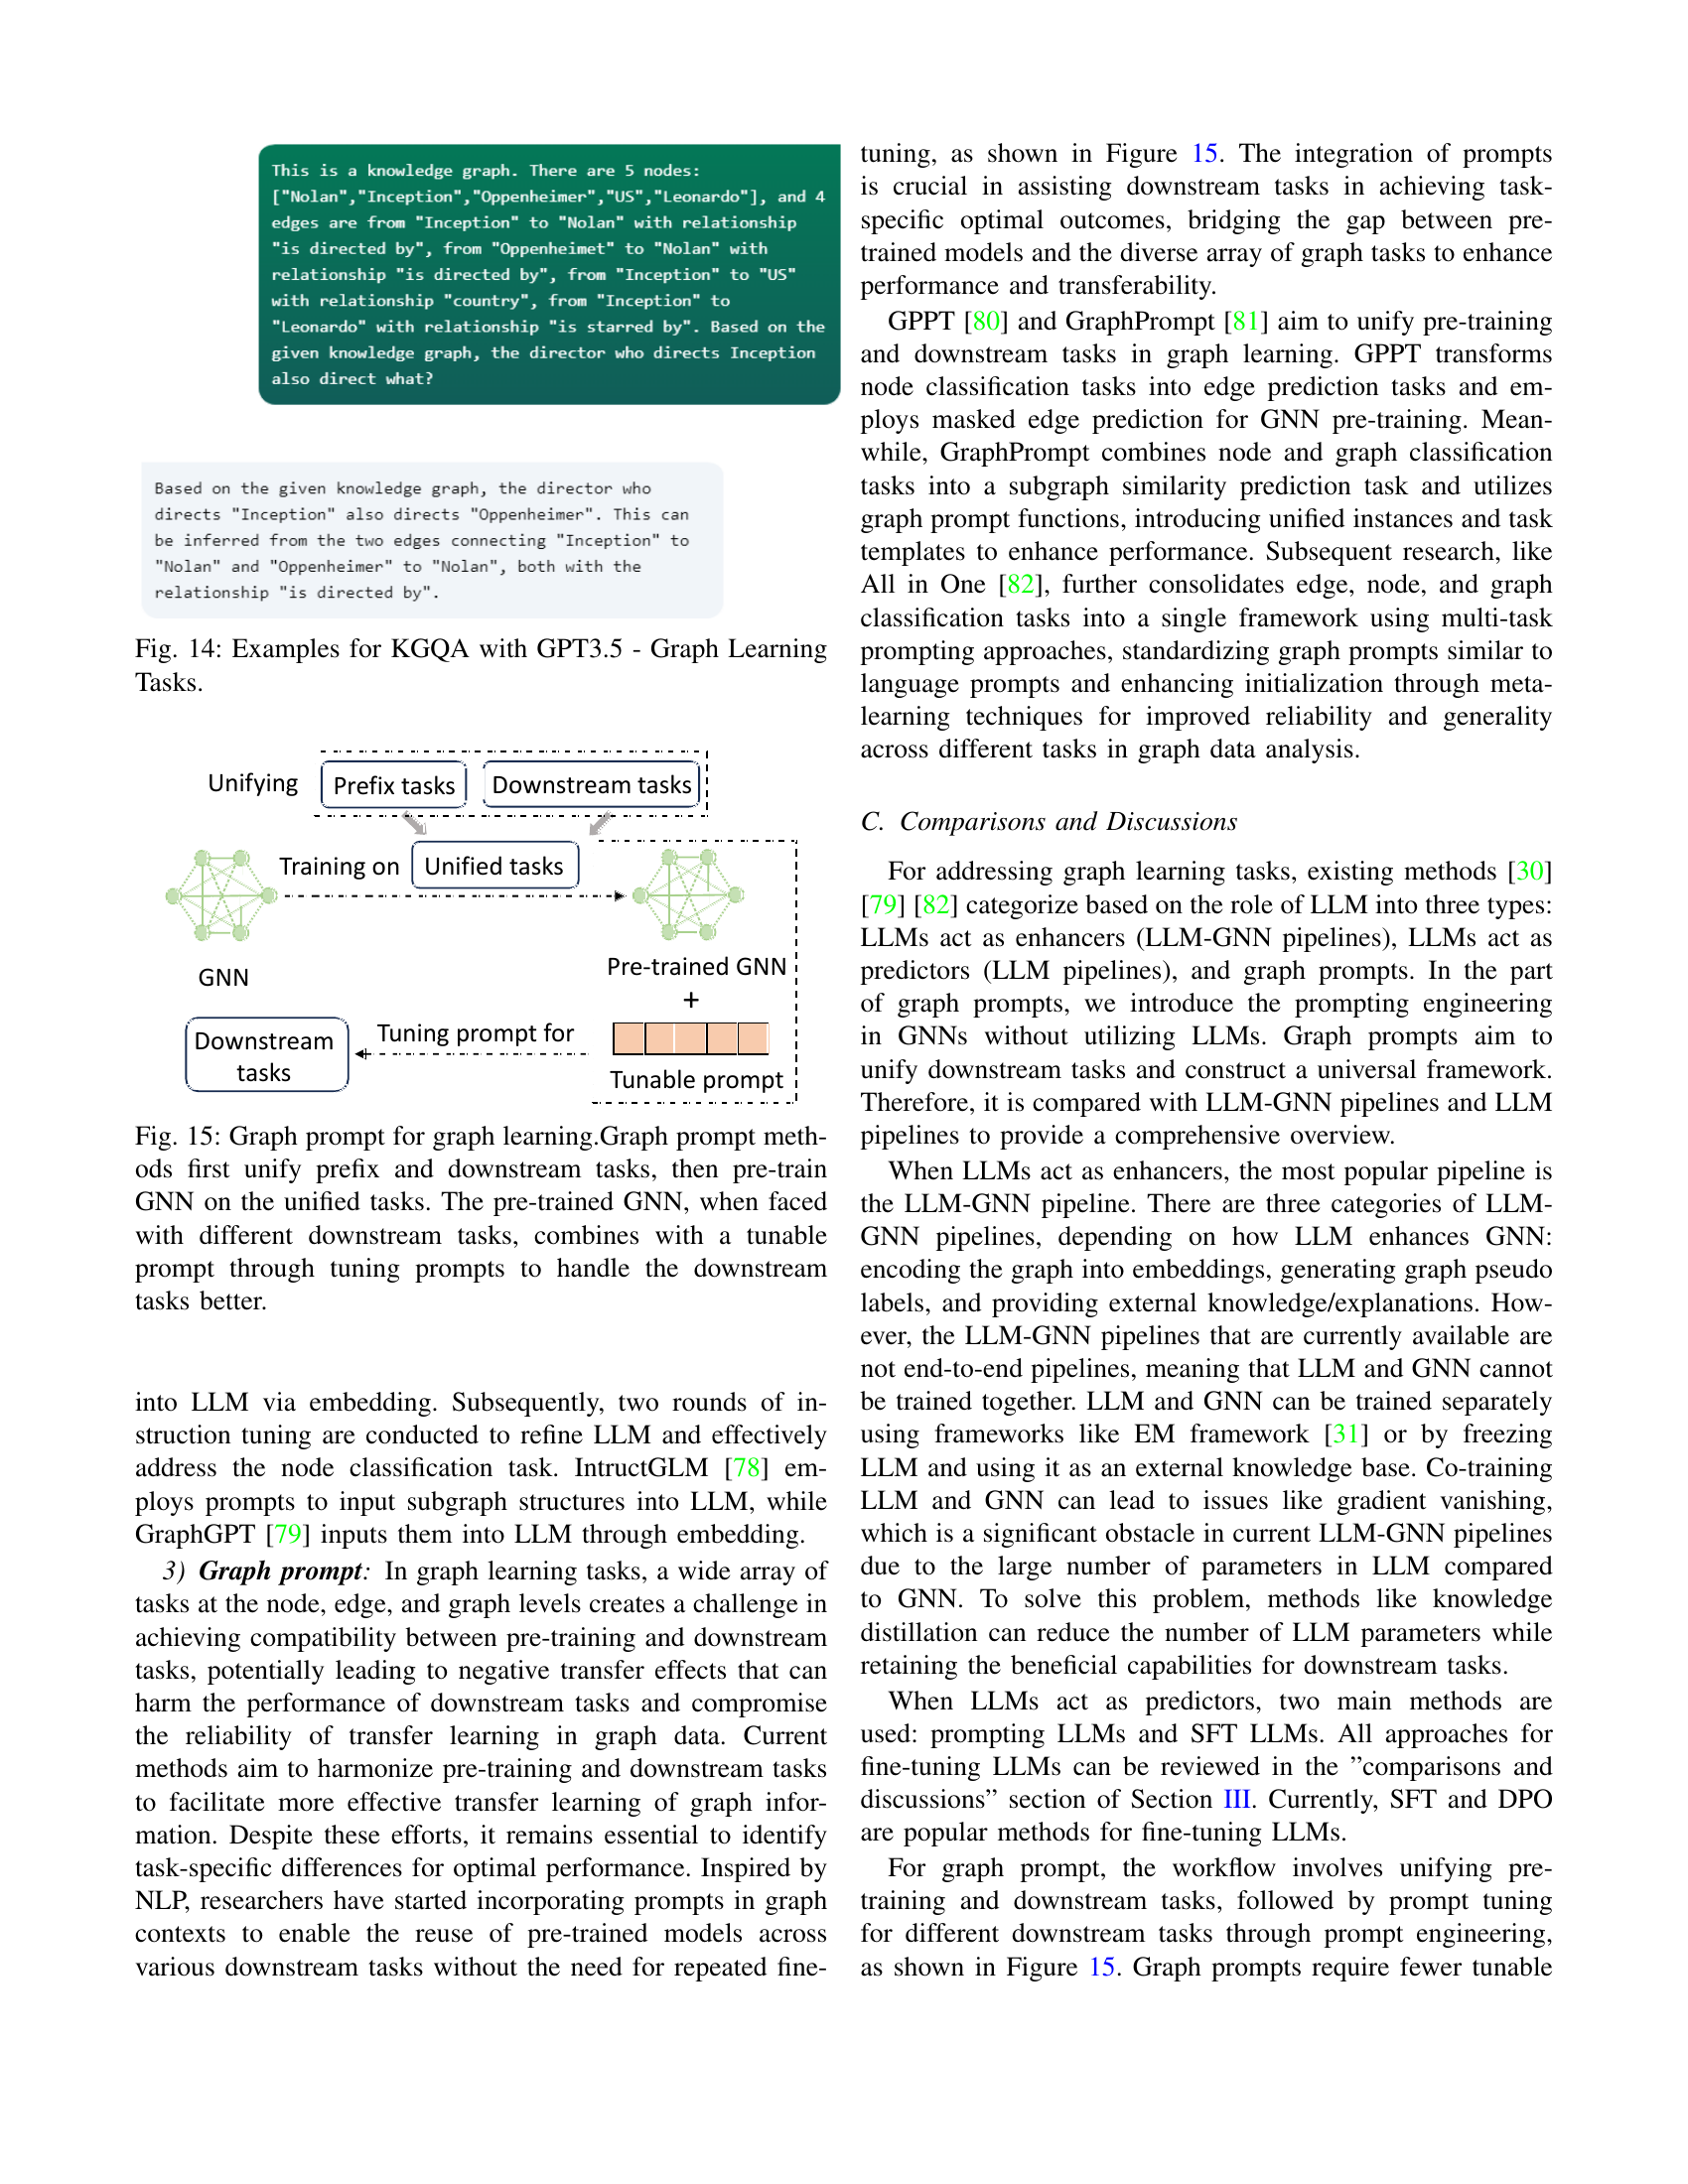 This is a knowledge graph. There are 5 nodes:
["Nolan","Inception","Oppenheimer","US","Leonardo"], and 4
edges are from "Inception" to "Nolan" with relationship
"is directed by", from "Oppenheimet" to "Nolan" with
relationship "is directed by", from "Inception" to "US"
with relationship "country", from "Inception" to
"Leonardo" with relationship "is starred by". Based on the
given knowledge graph, the director who directs Inception
also direct what?
Based on the given knowledge graph, the director who
directs "Inception" also directs "Oppenheimer". This can
be inferred from the two edges connecting "Inception" to
"Nolan" and "Oppenheimer" to "Nolan", both with the
relationship "is directed by".
Fig. 14: Examples for KGQA with GPT3.5 - Graph Learning
Tasks.
Unifying
Prefix tasks
Downstream tasks
Training on
Unified tasks
GNN
Pre-trained GNN
+
Downstream
tasks
Tuning prompt for
Tunable prompt
Fig. 15: Graph prompt for graph learning.Graph prompt meth-
ods first unify prefix and downstream tasks, then pre-train
GNN on the unified tasks. The pre-trained GNN, when faced
with different downstream tasks, combines with a tunable
prompt through tuning prompts to handle the downstream
tasks better.
into LLM via embedding. Subsequently, two rounds of in-
struction tuning are conducted to refine LLM and effectively
address the node classification task. IntructGLM [78] em-
ploys prompts to input subgraph structures into LLM, while
GraphGPT [79] inputs them into LLM through embedding.
3) Graph prompt: In graph learning tasks, a wide array of
tasks at the node, edge, and graph levels creates a challenge in
achieving compatibility between pre-training and downstream
tasks, potentially leading to negative transfer effects that can
harm the performance of downstream tasks and compromise
the reliability of transfer learning in graph data. Current
methods aim to harmonize pre-training and downstream tasks
to facilitate more effective transfer learning of graph infor-
mation. Despite these efforts, it remains essential to identify
task-specific differences for optimal performance. Inspired by
NLP, researchers have started incorporating prompts in graph
contexts to enable the reuse of pre-trained models across
various downstream tasks without the need for repeated fine-
tuning, as shown in Figure 15. The integration of prompts
is crucial in assisting downstream tasks in achieving task-
specific optimal outcomes, bridging the gap between pre-
trained models and the diverse array of graph tasks to enhance
performance and transferability.
GPPT [80] and GraphPrompt [81] aim to unify pre-training
and downstream tasks in graph learning. GPPT transforms
node classification tasks into edge prediction tasks and em-
ploys masked edge prediction for GNN pre-training. Mean-
while, GraphPrompt combines node and graph classification
tasks into a subgraph similarity prediction task and utilizes
graph prompt functions, introducing unified instances and task
templates to enhance performance. Subsequent research, like
All in One [82], further consolidates edge, node, and graph
classification tasks into a single framework using multi-task
prompting approaches, standardizing graph prompts similar to
language prompts and enhancing initialization through meta-
learning techniques for improved reliability and generality
across different tasks in graph data analysis.
C. Comparisons and Discussions
For addressing graph learning tasks, existing methods [30]
[79] [82] categorize based on the role of LLM into three types:
LLMs act as enhancers (LLM-GNN pipelines), LLMs act as
predictors (LLM pipelines), and graph prompts. In the part
of graph prompts, we introduce the prompting engineering
in GNNs without utilizing LLMs. Graph prompts aim to
unify downstream tasks and construct a universal framework.
Therefore, it is compared with LLM-GNN pipelines and LLM
pipelines to provide a comprehensive overview.
When LLMs act as enhancers, the most popular pipeline is
the LLM-GNN pipeline. There are three categories of LLM-
GNN pipelines, depending on how LLM enhances GNN:
encoding the graph into embeddings, generating graph pseudo
labels, and providing external knowledge/explanations. How-
ever, the LLM-GNN pipelines that are currently available are
not end-to-end pipelines, meaning that LLM and GNN cannot
be trained together. LLM and GNN can be trained separately
using frameworks like EM framework [31] or by freezing
LLM and using it as an external knowledge base. Co-training
LLM and GNN can lead to issues like gradient vanishing,
which is a significant obstacle in current LLM-GNN pipelines
due to the large number of parameters in LLM compared
to GNN. To solve this problem, methods like knowledge
distillation can reduce the number of LLM parameters while
retaining the beneficial capabilities for downstream tasks.
When LLMs act as predictors, two main methods are
used: prompting LLMs and SFT LLMs. All approaches for
fine-tuning LLMs can be reviewed in the ”comparisons and
discussions” section of Section III. Currently, SFT and DPO
are popular methods for fine-tuning LLMs.
For graph prompt, the workflow involves unifying pre-
training and downstream tasks, followed by prompt tuning
for different downstream tasks through prompt engineering,
as shown in Figure 15. Graph prompts require fewer tunable